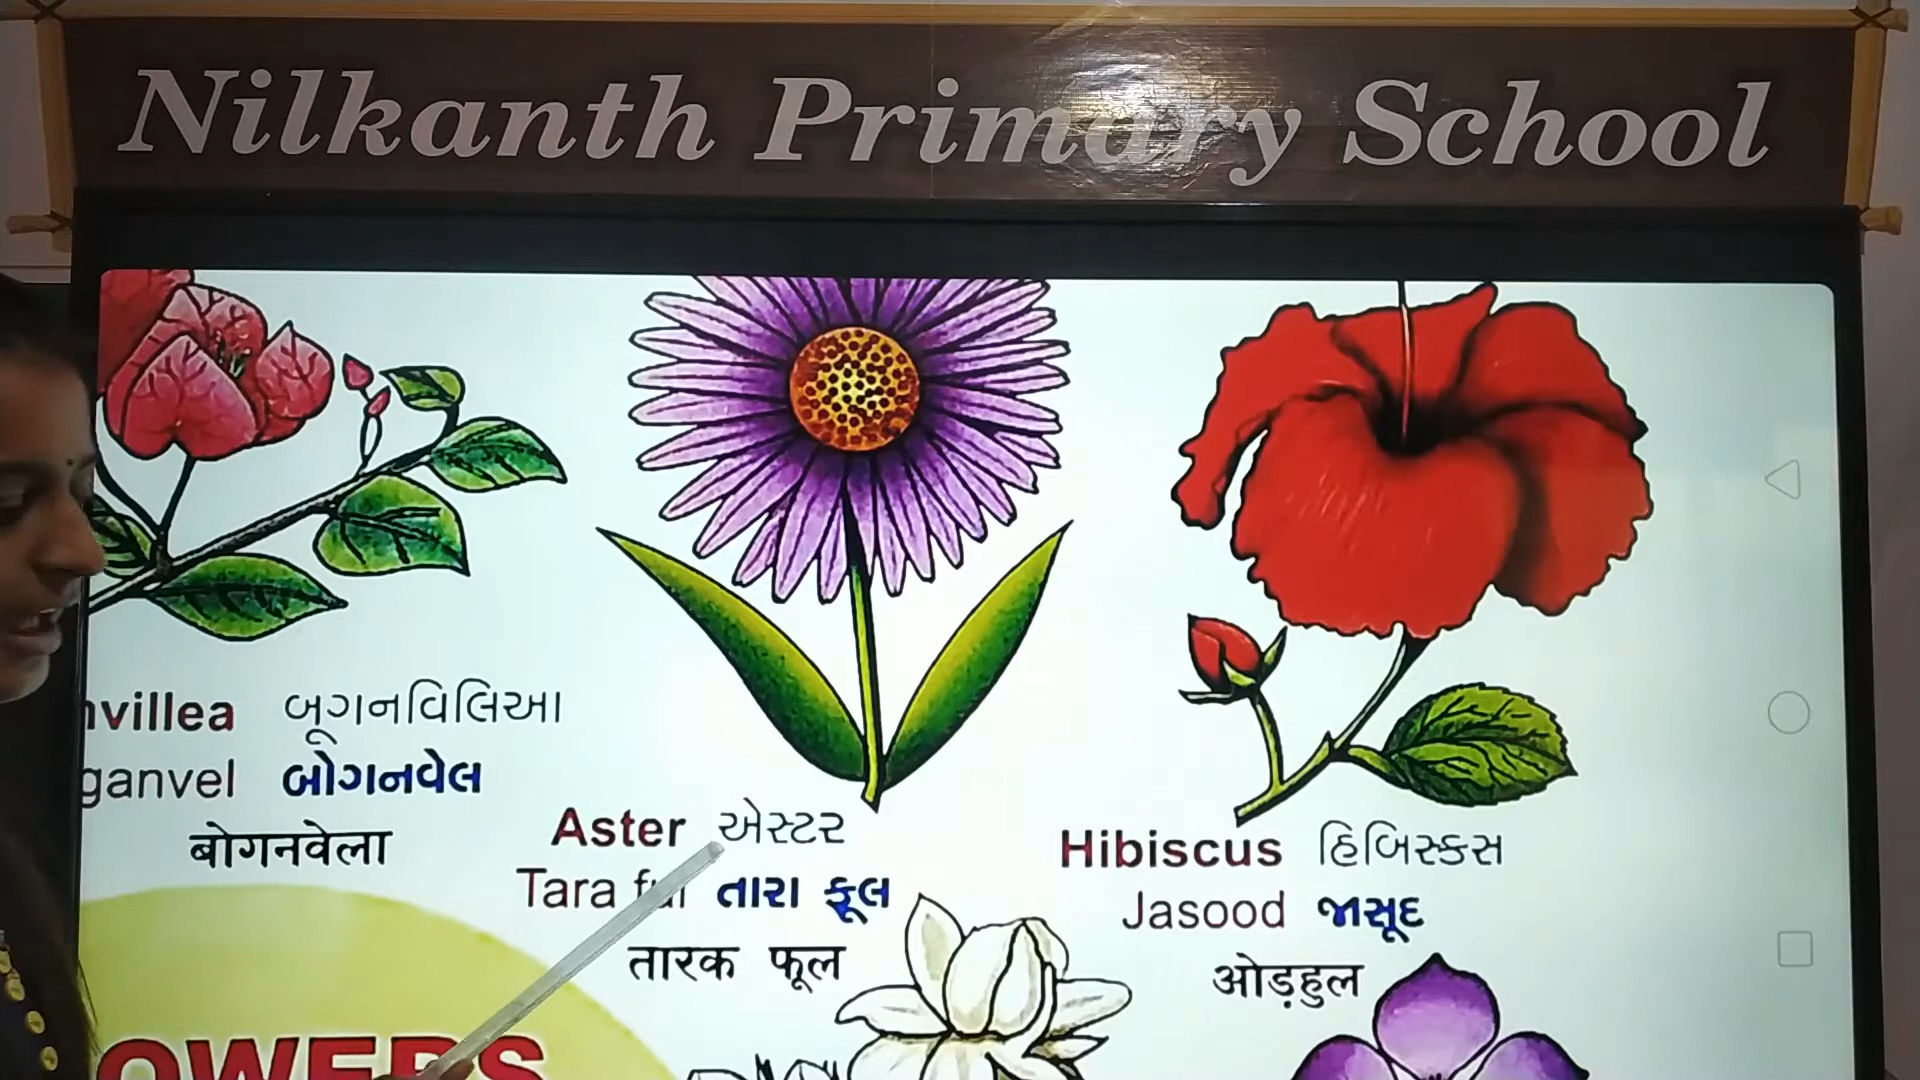 Nilkanth Primary School
nvillea બૂગનવિલિઆ
ganvel બોગનવેલ
बोगनवेला
Aster એસ્ટર
Tara ful તારા ફૂલ
तारक फूल
Hibiscus હિબિસ્કસ
Jasood જાસૂદ
ओड़हुल
OWERS